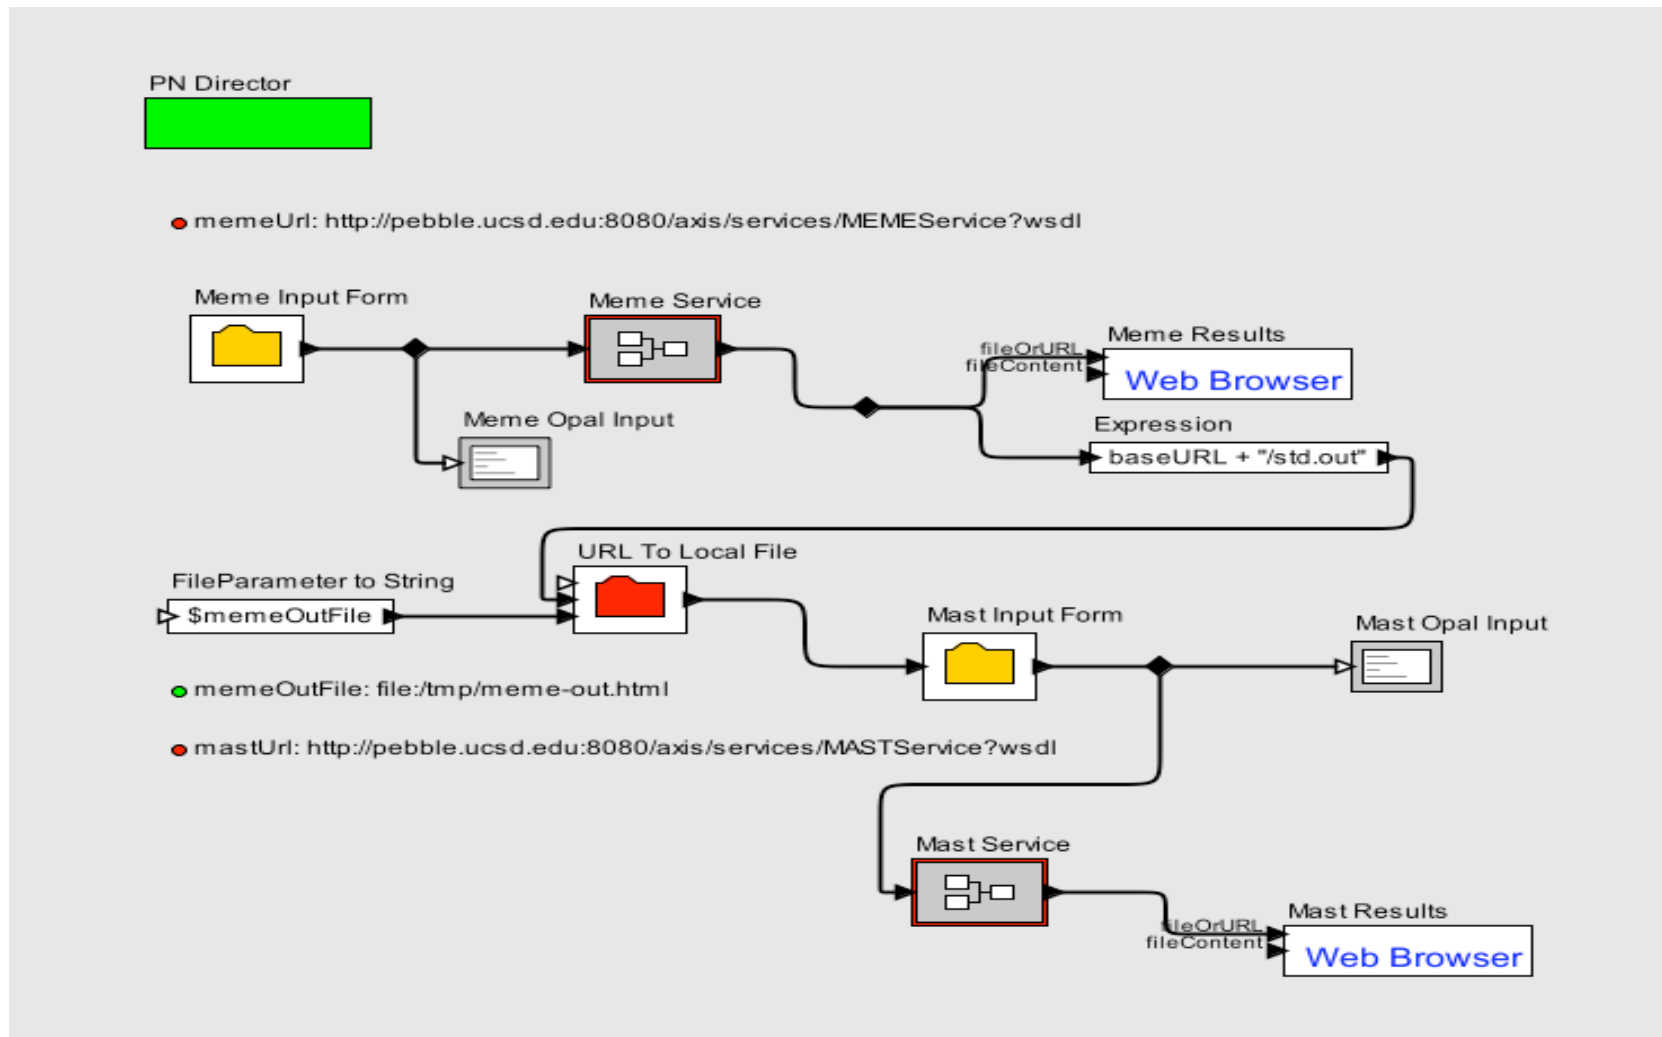 PN Director
memeUrl: http://pebble.ucsd.edu:8080/axis/services/MEMEService?wsdl
Meme Input Form
Meme Service
Meme Results
fileOrURL
fileContent
Web Browser
Meme Opal Input
Expression
baseURL + "/std.out"
URL To Local File
FileParameter to String
$memeOutFile
Mast Input Form
Mast Opal Input
memeOutFile: file:/tmp/meme-out.html
mastUrl: http://pebble.ucsd.edu:8080/axis/services/MASTService?wsdl
Mast Service
Mast Results
fileOrURL
fileContent
Web Browser